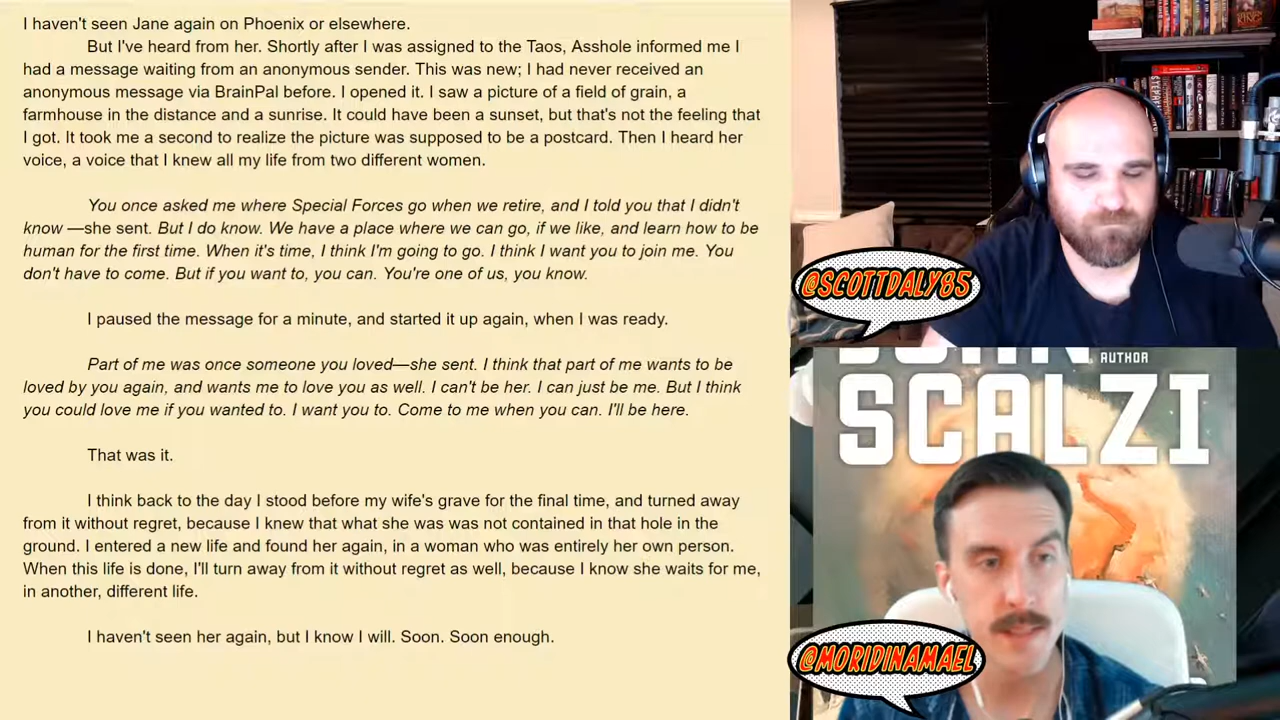 I haven't seen Jane again on Phoenix or elsewhere.
But I've heard from her. Shortly after I was assigned to the Taos, Asshole informed me I
had a message waiting from an anonymous sender. This was new; I had never received an
anonymous message via BrainPal before. I opened it. I saw a picture of a field of grain, a
farmhouse in the distance and a sunrise. It could have been a sunset, but that's not the feeling that
I got. It took me a second to realize the picture was supposed to be a postcard. Then I heard her
voice, a voice that I knew all my life from two different women.
You once asked me where Special Forces go when we retire, and I told you that I didn't
know —she sent. But I do know. We have a place where we can go, if we like, and learn how to be
human for the first time. When it's time, I think I'm going to go. I think I want you to join me. You
don't have to come. But if you want to, you can. You're one of us, you know.
I paused the message for a minute, and started it up again, when I was ready.
Part of me was once someone you loved—she sent. I think that part of me wants to be
loved by you again, and wants me to love you as well. I can't be her. I can just be me. But I think
you could love me if you wanted to. I want you to. Come to me when you can. I'll be here.
That was it.
I think back to the day I stood before my wife's grave for the final time, and turned away
from it without regret, because I knew that what she was was not contained in that hole in the
ground. I entered a new life and found her again, in a woman who was entirely her own person.
When this life is done, I'll turn away from it without regret as well, because I know she waits for me,
in another, different life.
I haven't seen her again, but I know I will. Soon. Soon enough.
@SCOTTDALY85
JOHN
AUTHOR
SCALZI
@MORIDINAMAEL